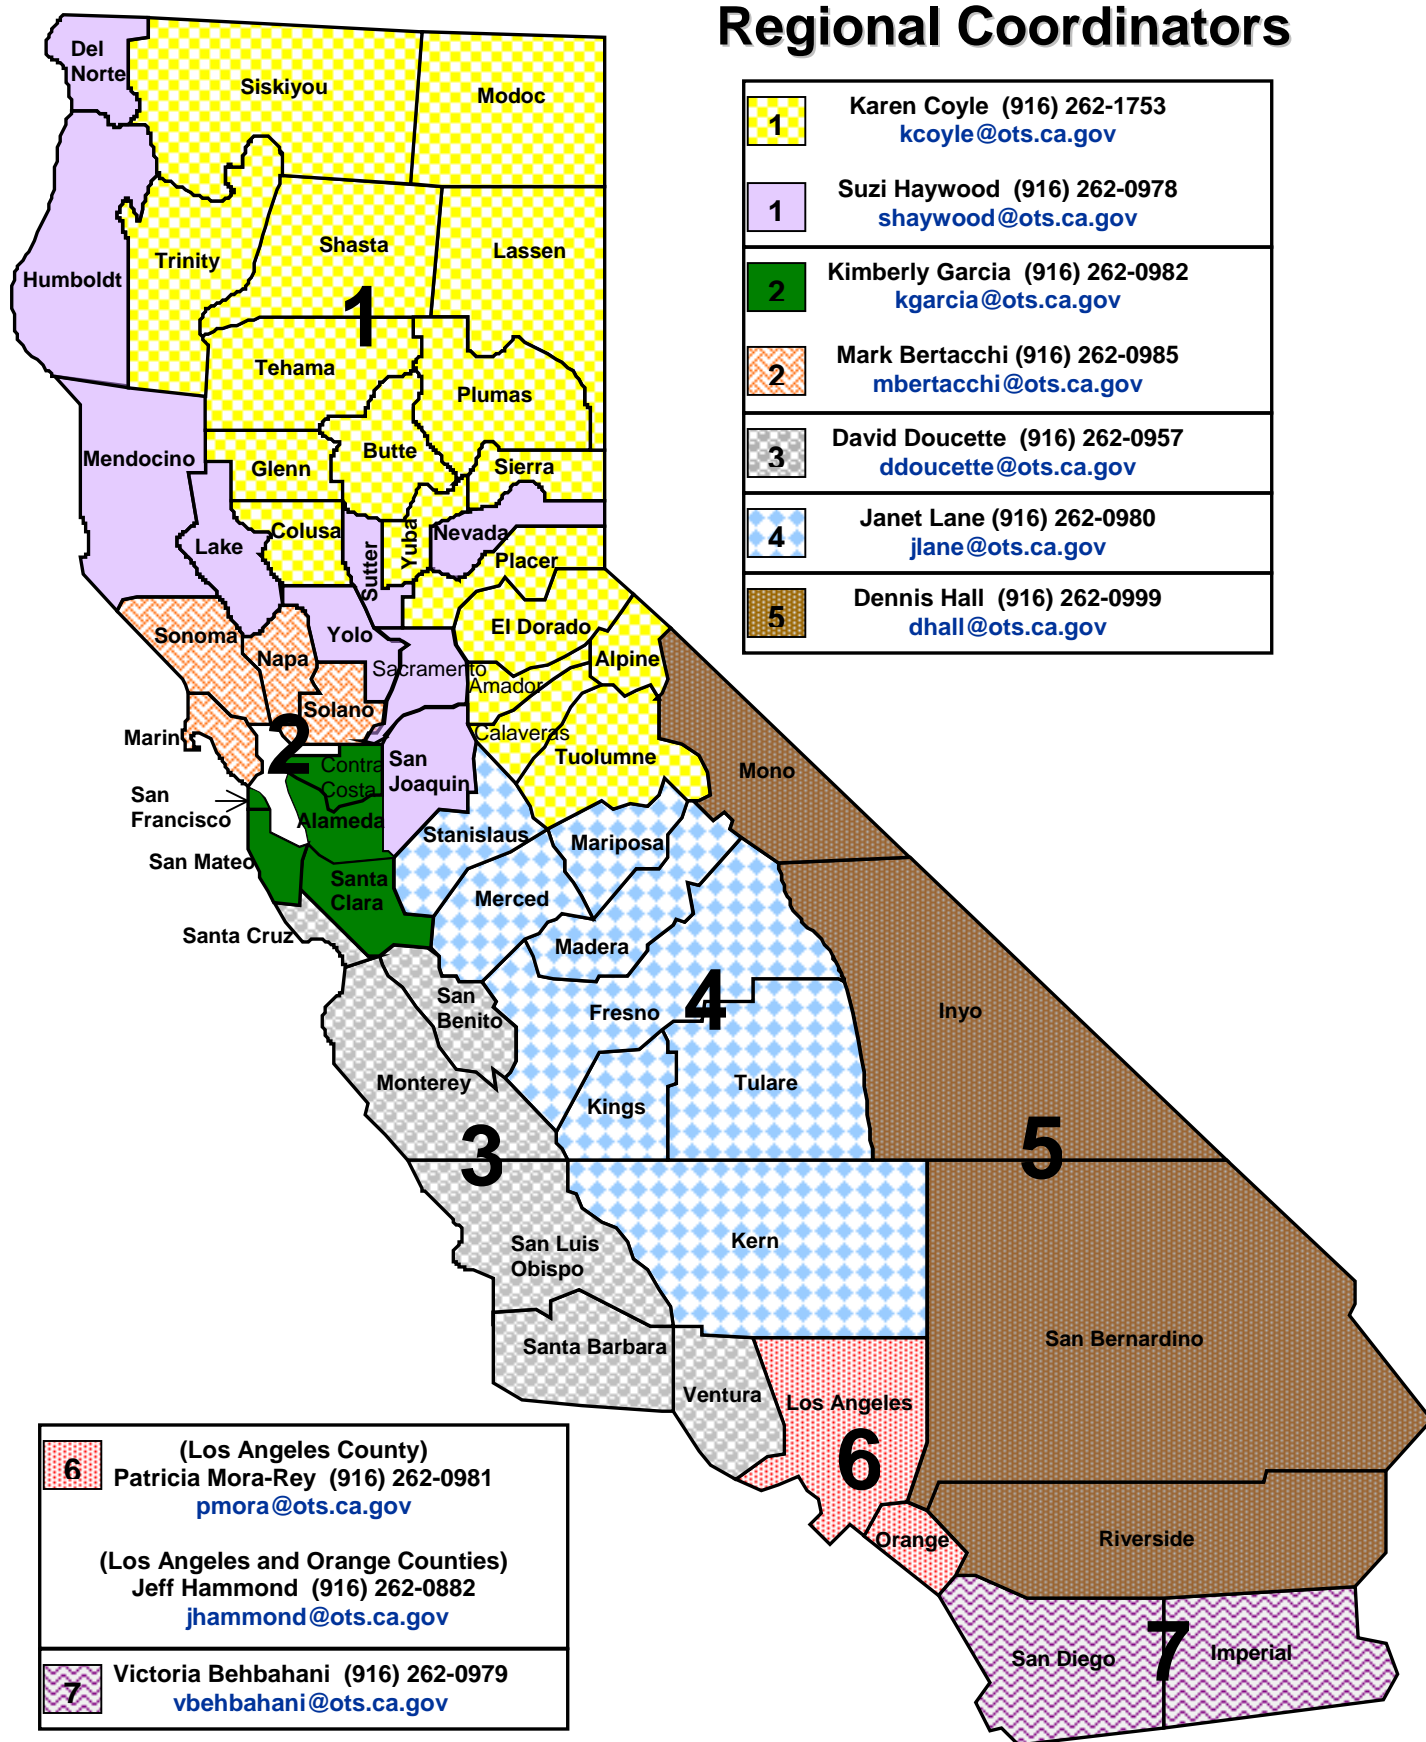 Regional Coordinators
1
Karen Coyle (916) 262-1753
kcoyle@ots.ca.gov
1
Suzi Haywood (916) 262-0978
shaywood@ots.ca.gov
2
Kimberly Garcia (916) 262-0982
kgarcia@ots.ca.gov
2
Mark Bertacchi (916) 262-0985
mbertacchi@ots.ca.gov
3
David Doucette (916) 262-0957
ddoucette@ots.ca.gov
4
Janet Lane (916) 262-0980
jlane@ots.ca.gov
5
Dennis Hall (916) 262-0999
dhall@ots.ca.gov
Del
Norte
Siskiyou
Modoc
Humboldt
Trinity
Shasta
Lassen
1
Tehama
Plumas
Mendocino
Glenn
Butte
Sierra
Colusa
Lake
Sutter
Yuba
Nevada
Placer
Sonoma
Napa
Yolo
El Dorado
Alpine
Sacramento
Amador
Solano
Calaveras
Marin
2
Contra
Costa
San
Joaquin
Tuolumne
Mono
San
Francisco
Alameda
Stanislaus
Mariposa
San Mateo
Santa
Clara
Merced
Santa Cruz
Madera
San
Benito
Fresno
4
Inyo
Monterey
Kings
Tulare
3
5
San Luis
Obispo
Kern
Santa Barbara
San Bernardino
Ventura
Los Angeles
6
Orange
Riverside
San Diego
7
Imperial
6
(Los Angeles County)
Patricia Mora-Rey (916) 262-0981
pmora@ots.ca.gov
(Los Angeles and Orange Counties)
Jeff Hammond (916) 262-0882
jhammond@ots.ca.gov
7
Victoria Behbahani (916) 262-0979
vbehbahani@ots.ca.gov